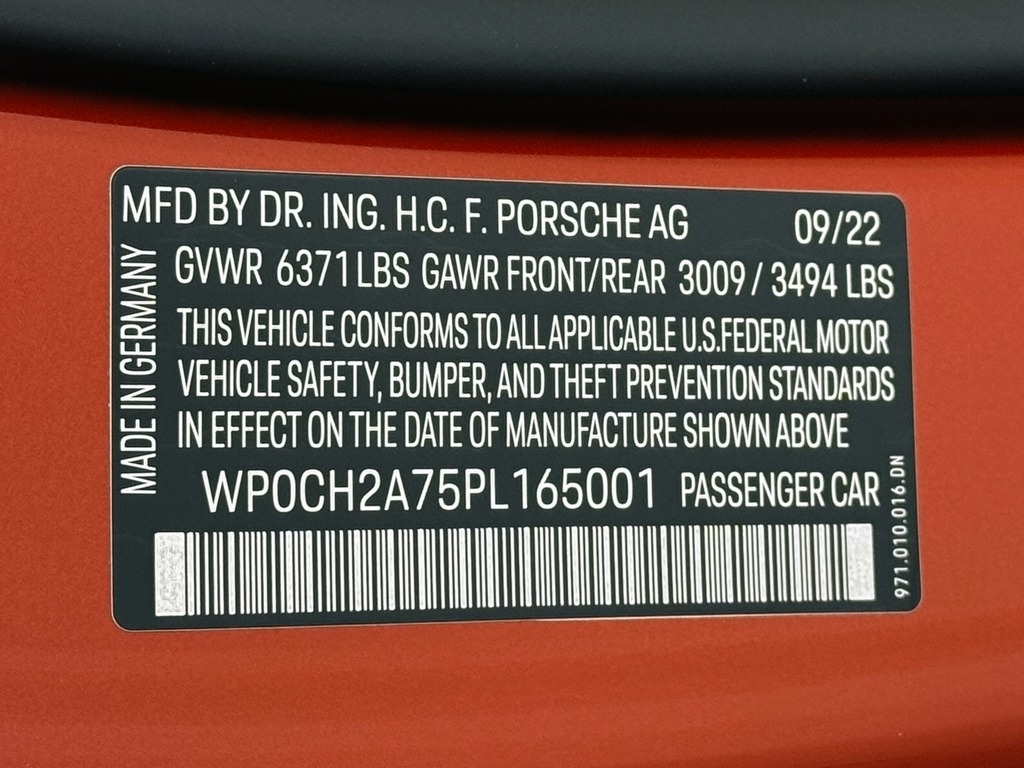 MFD BY DR. ING. H.C. F. PORSCHE AG 09/22
GVWR 6371 LBS GAWR FRONT/REAR 3009 / 3494 LBS
THIS VEHICLE CONFORMS TO ALL APPLICABLE U.S.FEDERAL MOTOR
VEHICLE SAFETY, BUMPER, AND THEFT PREVENTION STANDARDS
IN EFFECT ON THE DATE OF MANUFACTURE SHOWN ABOVE
WP0CH2A75PL165001 PASSENGER CAR
MADE IN GERMANY
971.010.016.DN